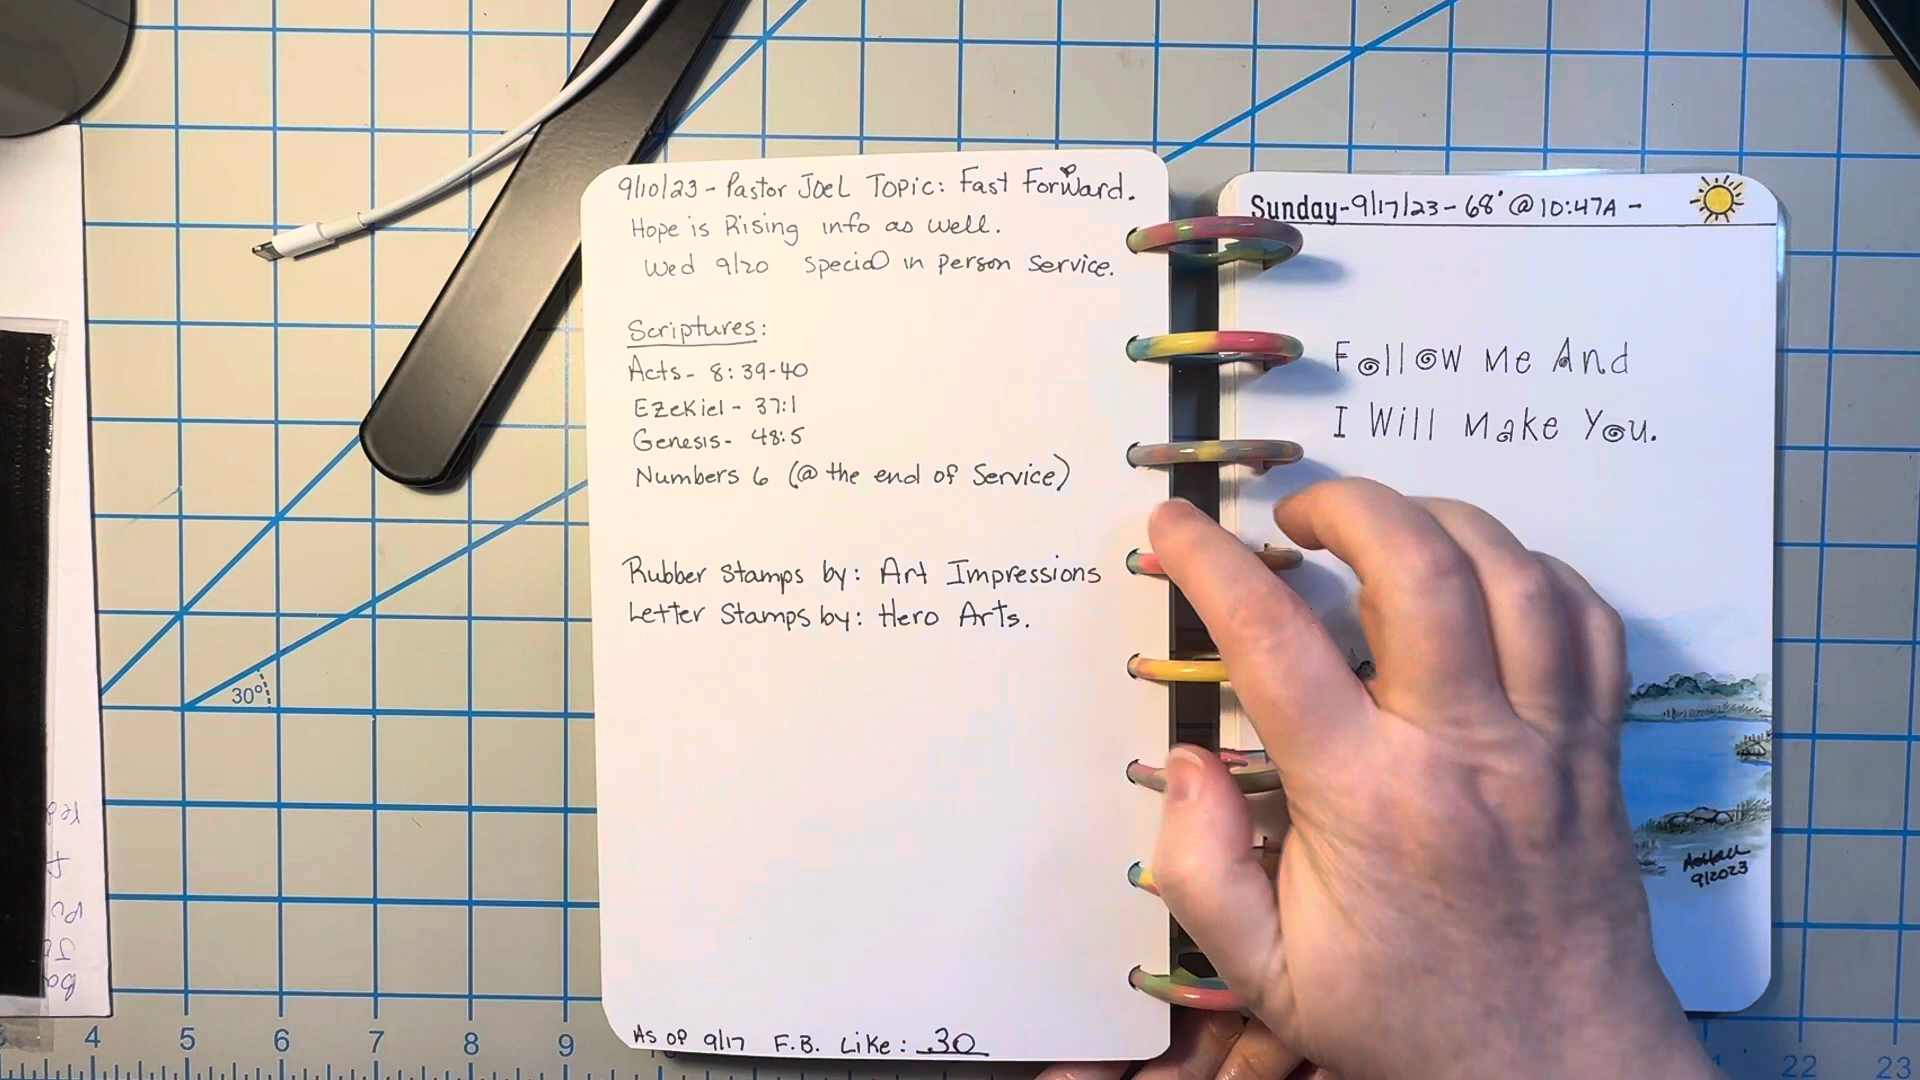 9/10/23 - Pastor Joel Topic: Fast Forward.
Hope is Rising info as well.
Wed 9/20 special in person service.
Scriptures:
Acts - 8:39-40
Ezekiel - 37:1
Genesis - 48:5
Numbers 6 (@ the end of Service)
Rubber Stamps by: Art Impressions
Letter Stamps by: Hero Arts.
As of 9/17 F.B. Like: 30
Sunday - 9/17/23 - 68° @ 10:47A -
Follow Me And
I Will Make You.
9/2023
30°
4 5 6 7 8 9
22 23